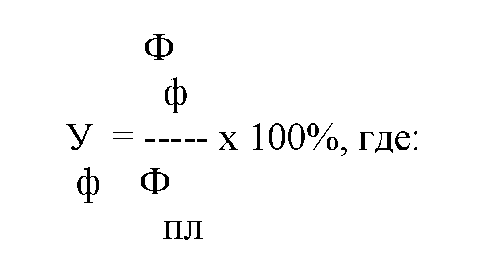 Ф
ф
У = ----- x 100%, где:
ф Ф
пл